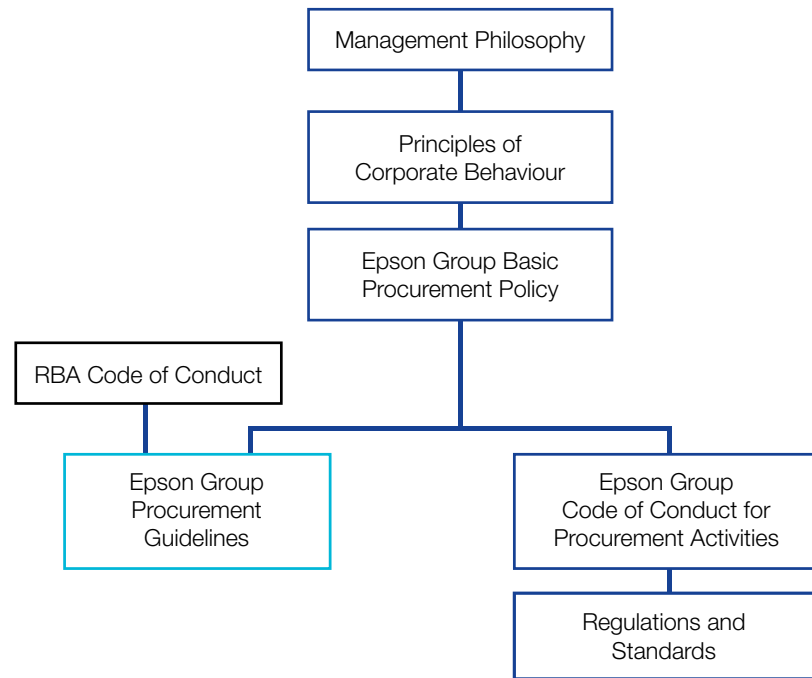 Management Philosophy
Principles of
Corporate Behaviour
Epson Group Basic
Procurement Policy
RBA Code of Conduct
Epson Group
Procurement
Guidelines
Epson Group
Code of Conduct for
Procurement Activities
Regulations and
Standards